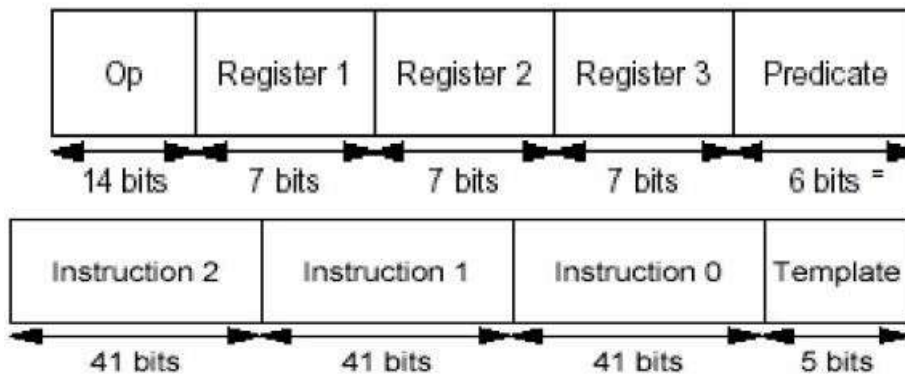 Op Register 1 Register 2 Register 3 Predicate
14 bits 7 bits 7 bits 7 bits 6 bits =
Instruction 2 Instruction 1 Instruction 0 Template
41 bits 41 bits 41 bits 5 bits